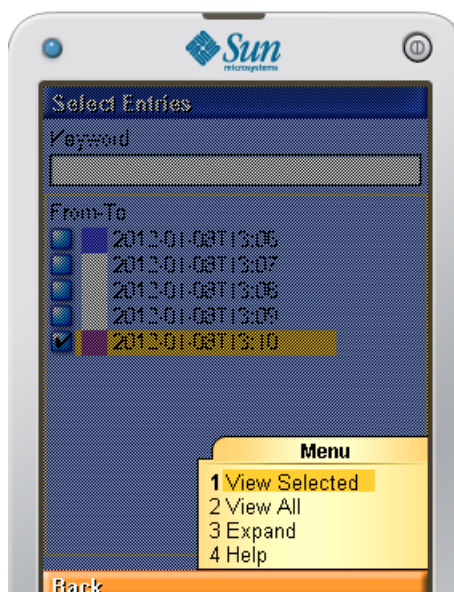 Sun
microsystems
Select Entries
Keyword
From-To
2012-01-08T13:06
2012-01-08T13:07
2012-01-08T13:08
2012-01-08T13:09
2012-01-08T13:10
Menu
1 View Selected
2 View All
3 Expand
4 Help
Back